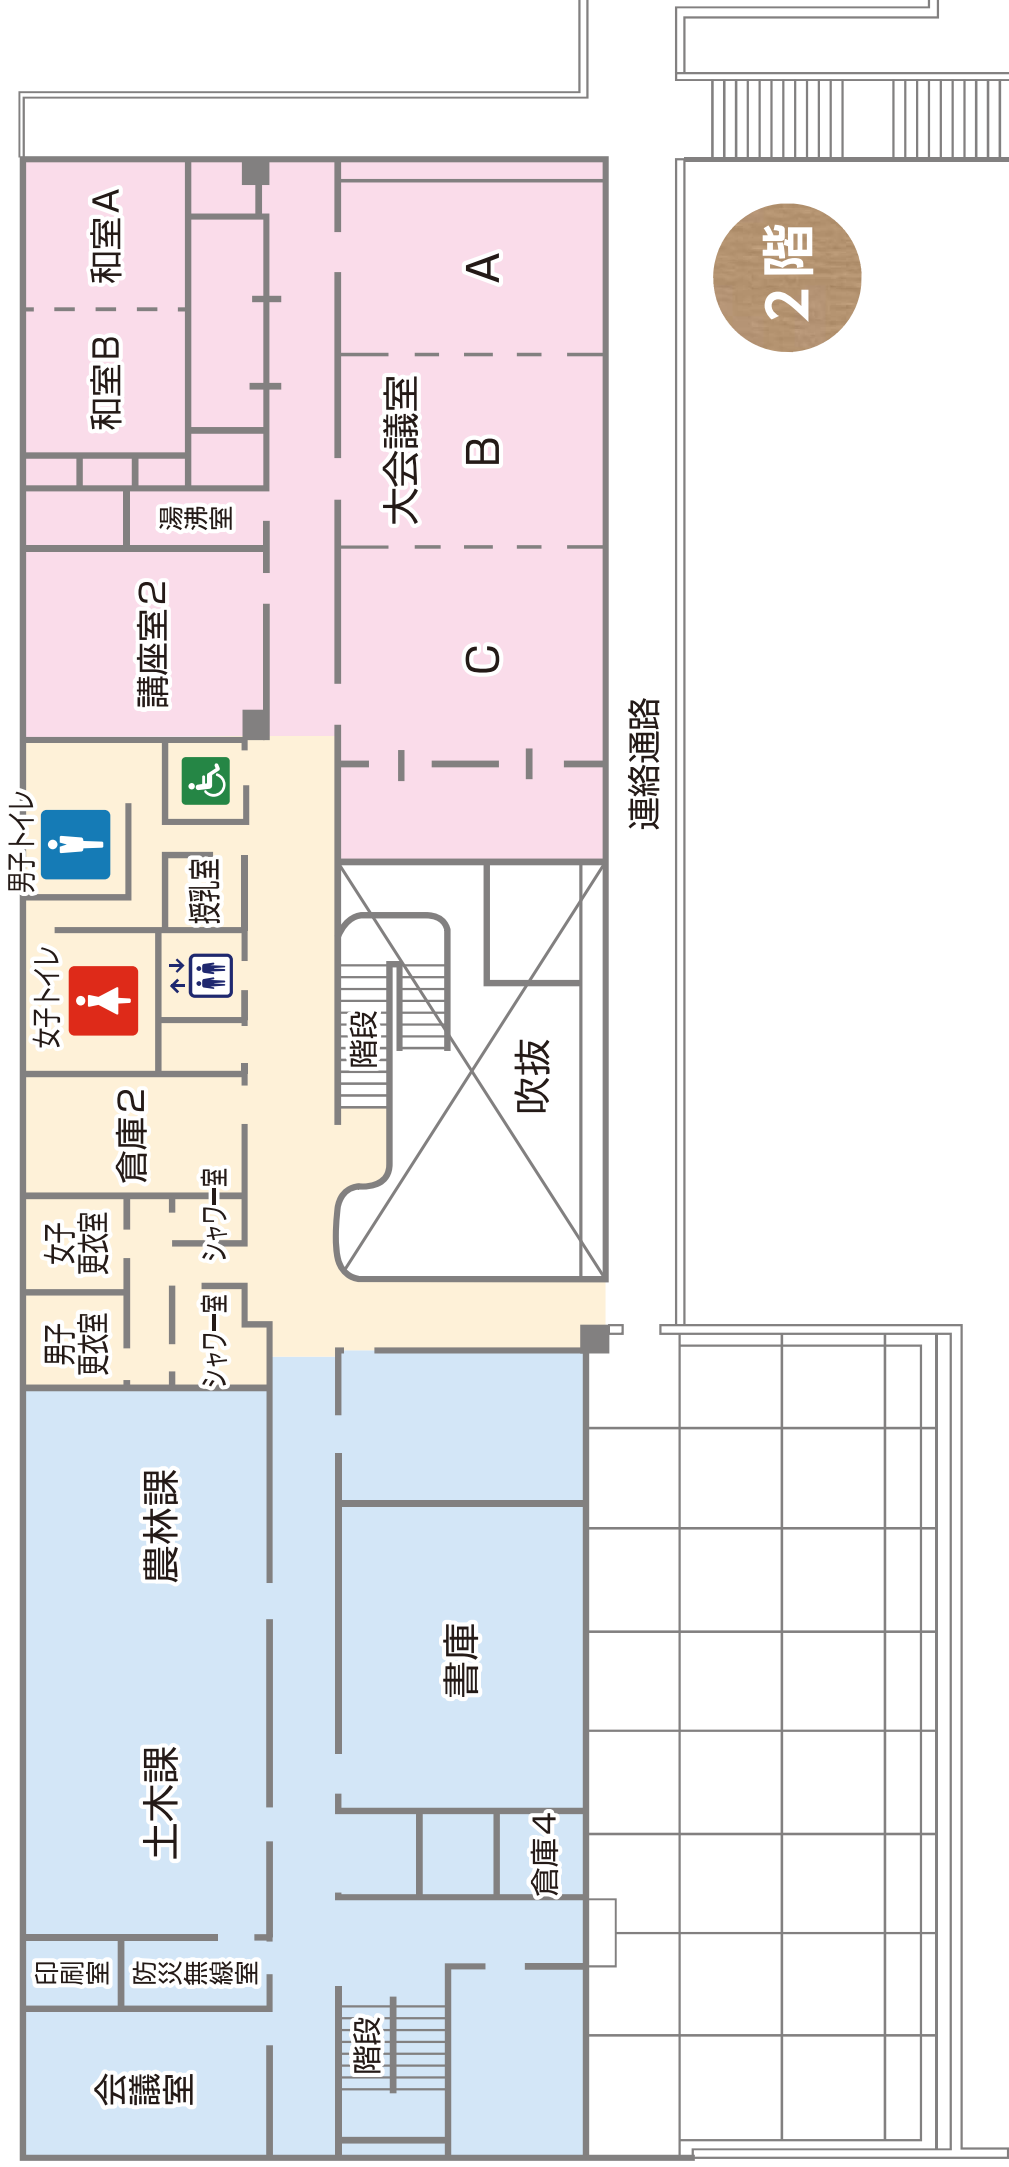 2階
会議室
印刷室
防災無線室
土木課
農林課
男子
更衣室
女子
更衣室
シャワー室
シャワー室
倉庫2
女子トイレ
男子トイレ
授乳室
講座室2
湯沸室
和室B
和室A
階段
倉庫4
書庫
階段
吹抜
大会議室
C
B
A
連絡通路